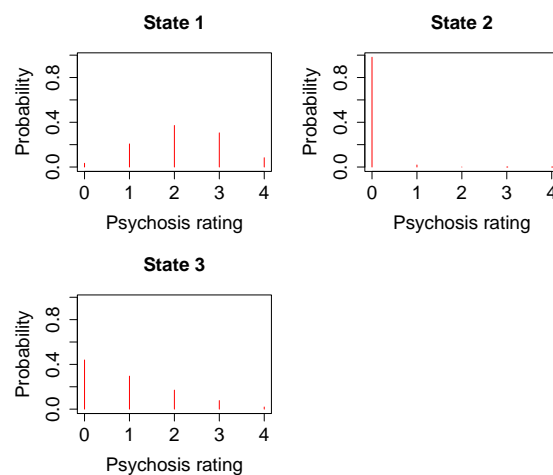 State 1
Probability
0.0 0.4 0.8
0 1 2 3 4
Psychosis rating
State 2
Probability
0.0 0.4 0.8
0 1 2 3 4
Psychosis rating
State 3
Probability
0.0 0.4 0.8
0 1 2 3 4
Psychosis rating